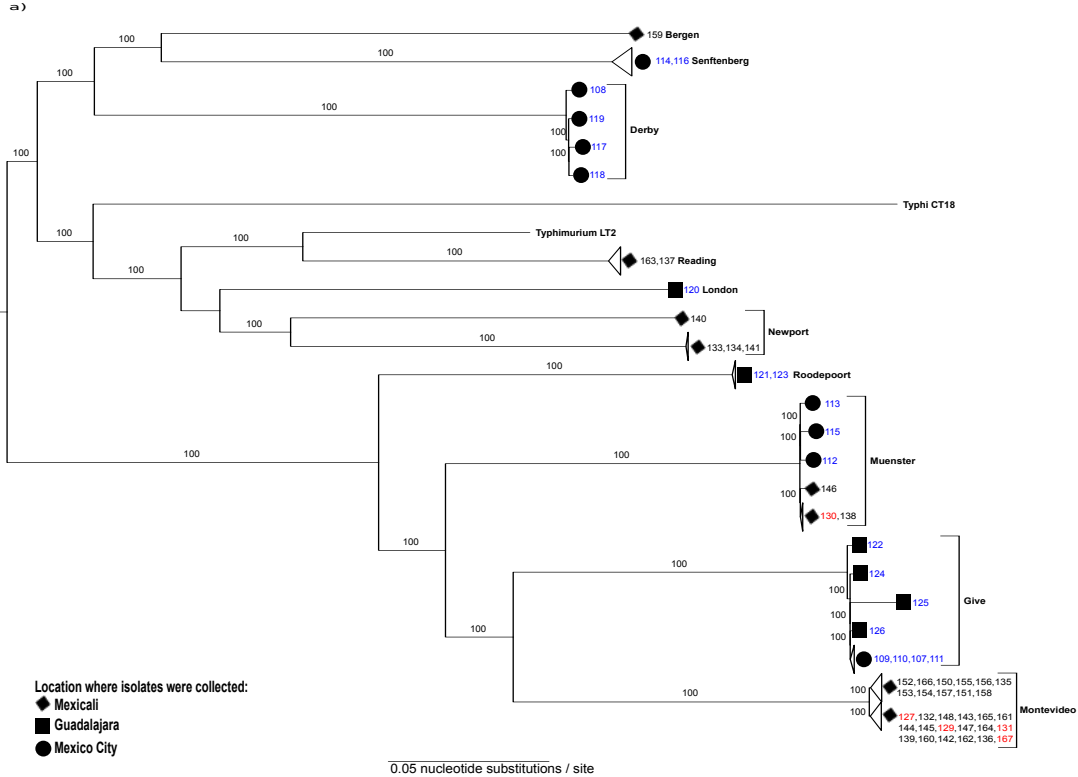 a)
100
159 Bergen
100
114,116 Senftenberg
100
108
100
119
100
Derby
117
100
118
100
Typhi CT18
100
Typhimurium LT2
100
100
163,137 Reading
100
120 London
140
100
Newport
100
133,134,141
100
121,123 Roodepoort
113
100
115
100
100
112
Muenster
100
146
100
130,138
100
122
100
124
100
125
Give
100
126
100
100
109,110,107,111
152,166,150,155,156,135
153,154,157,151,158
100
100
100
127,132,148,143,165,161
144,145,129,147,164,131
139,160,142,162,136,167
Montevideo
Location where isolates were collected:
Mexicali
Guadalajara
Mexico City
0.05 nucleotide substitutions / site